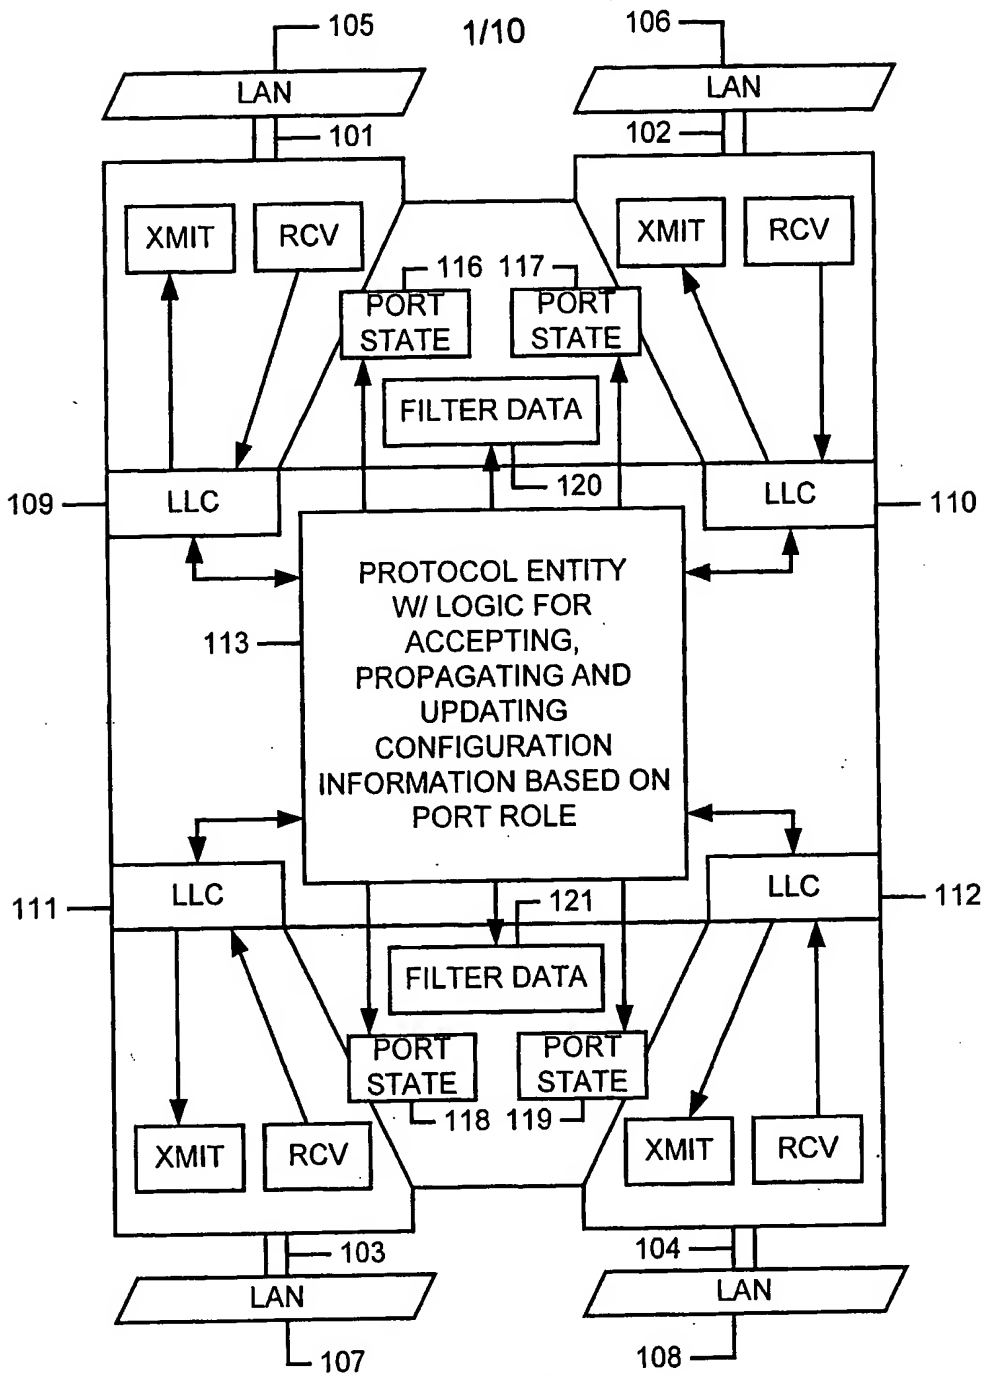 105
1/10
106
LAN
LAN
101
102
XMIT
RCV
XMIT
RCV
116
117
PORT
STATE
PORT
STATE
FILTER DATA
120
109
LLC
LLC
110
PROTOCOL ENTITY
W/ LOGIC FOR
ACCEPTING,
PROPAGATING AND
UPDATING
CONFIGURATION
INFORMATION BASED ON
PORT ROLE
113
111
LLC
LLC
112
121
FILTER DATA
PORT
STATE
PORT
STATE
118
119
XMIT
RCV
XMIT
RCV
103
104
LAN
LAN
107
108